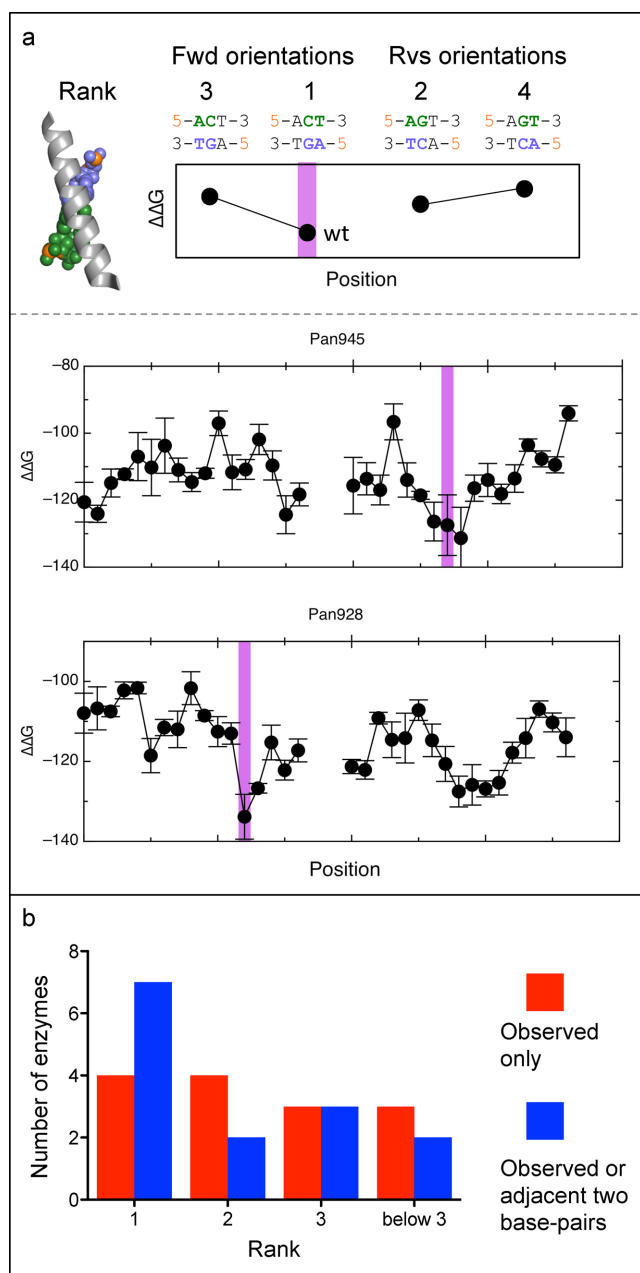 a
Fwd orientations Rvs orientations
Rank 3 1 2 4
5-ACT-3 5-ACT-3 5-AGT-3 5-AGT-3
3-TGA-5 3-TGA-5 3-TCA-5 3-TCA-5
ΔΔG
wt
Position
Pan945
−80
−100
−120
−140
ΔΔG
Pan928
−100
−120
−140
ΔΔG
Position
b
8
6
4
2
0
Number of enzymes
1 2 3 below 3
Rank
Observed
only
Observed or
adjacent two
base-pairs